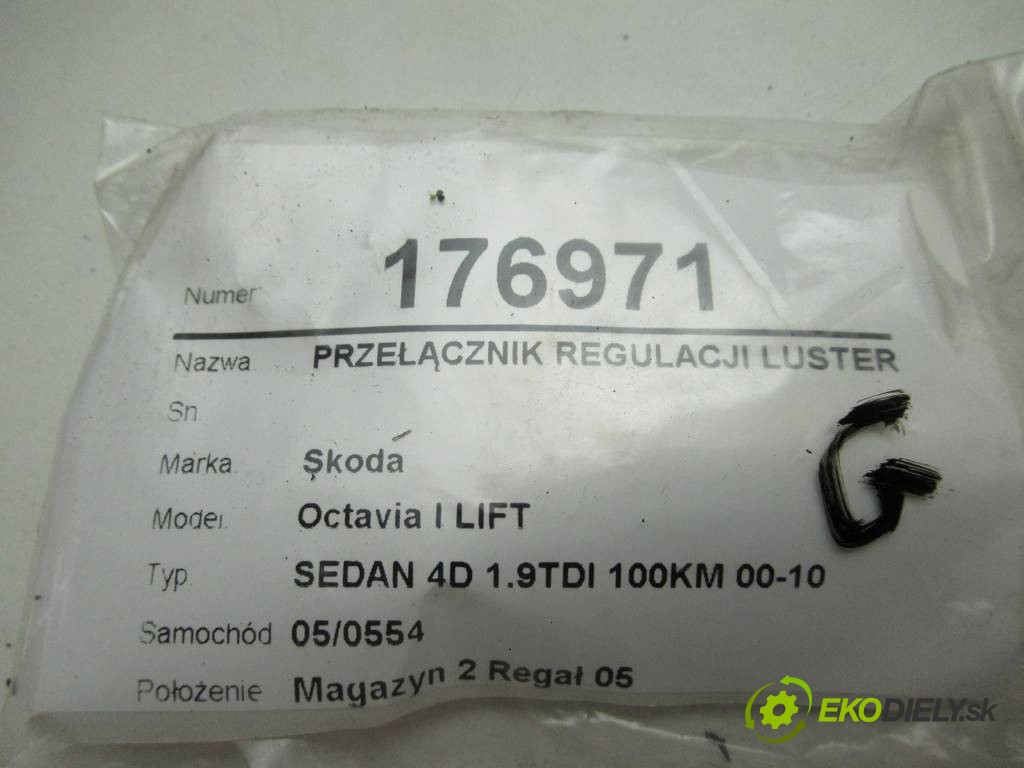 Numer 176971
Nazwa PRZEŁĄCZNIK REGULACJI LUSTER
Sn
G
Marka Skoda
Model Octavia I LIFT
Typ SEDAN 4D 1.9TDI 100KM 00-10
Samochód 05/0554
Położenie Magazyn 2 Regał 05
EKODIELY.sk